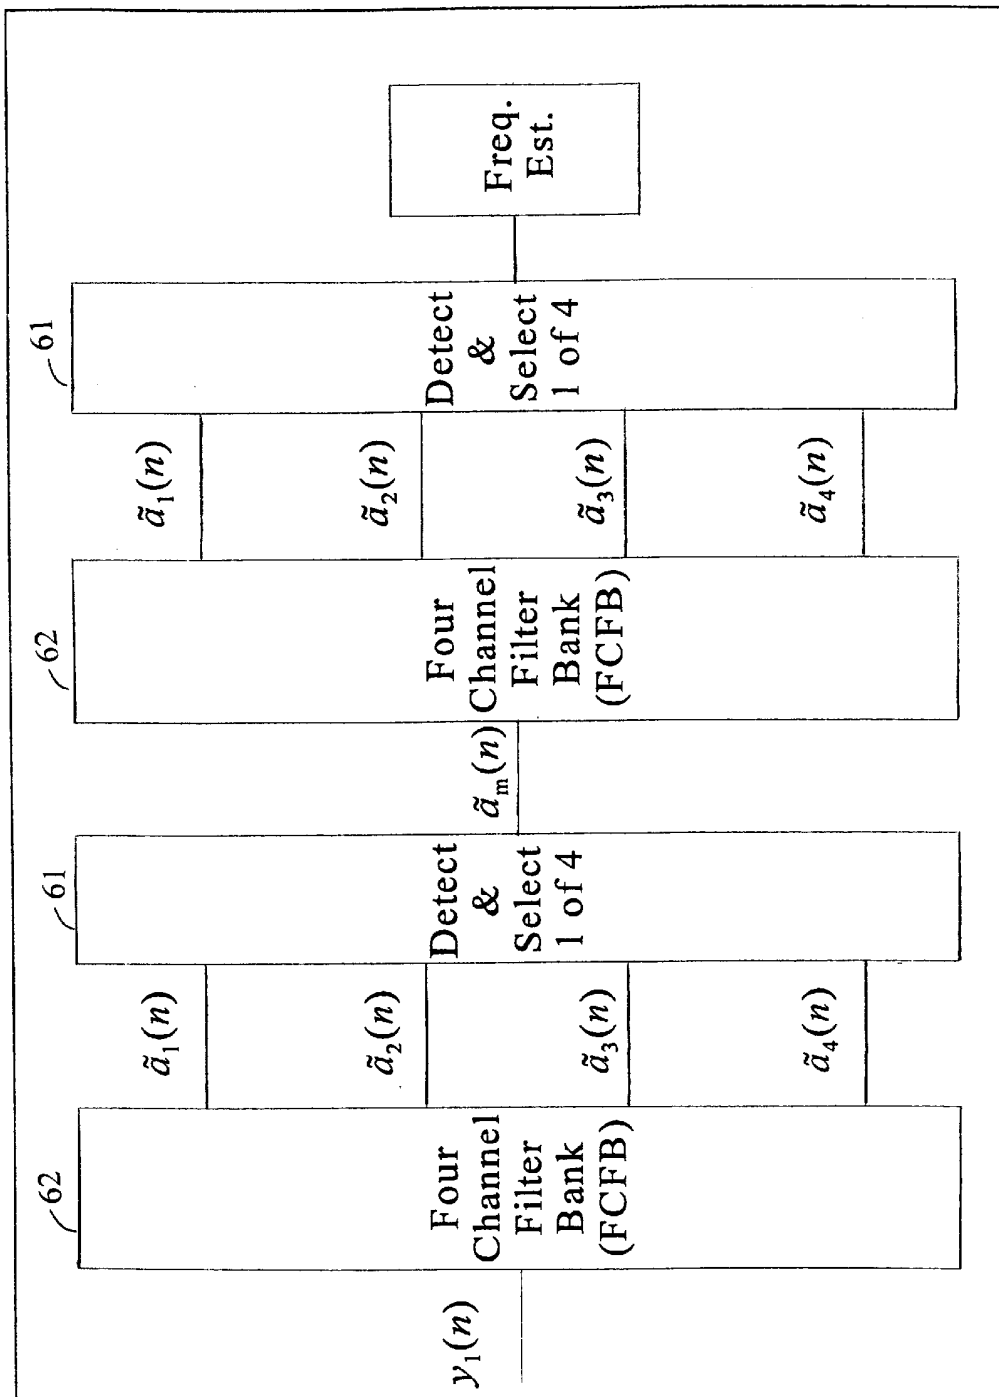 y₁(n)
62
Four
Channel
Filter
Bank
(FCFB)
ã₁(n)
ã₂(n)
ã₃(n)
ã₄(n)
61
Detect
&
Select
1 of 4
ãₘ(n)
62
Four
Channel
Filter
Bank
(FCFB)
ã₁(n)
ã₂(n)
ã₃(n)
ã₄(n)
61
Detect
&
Select
1 of 4
Freq.
Est.